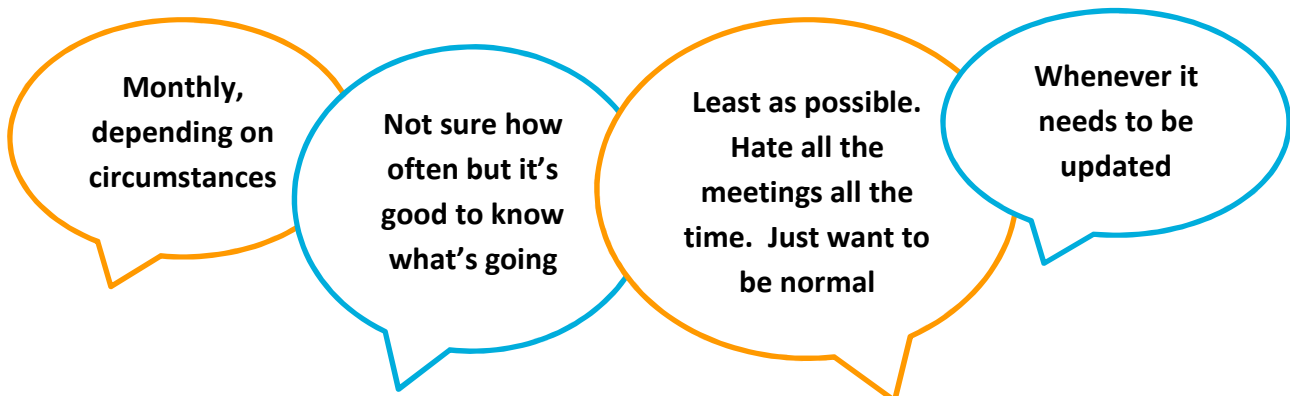 Monthly,
depending on
circumstances
Not sure how
often but it’s
good to know
what’s going
Least as possible.
Hate all the
meetings all the
time.  Just want to
be normal
Whenever it
needs to be
updated